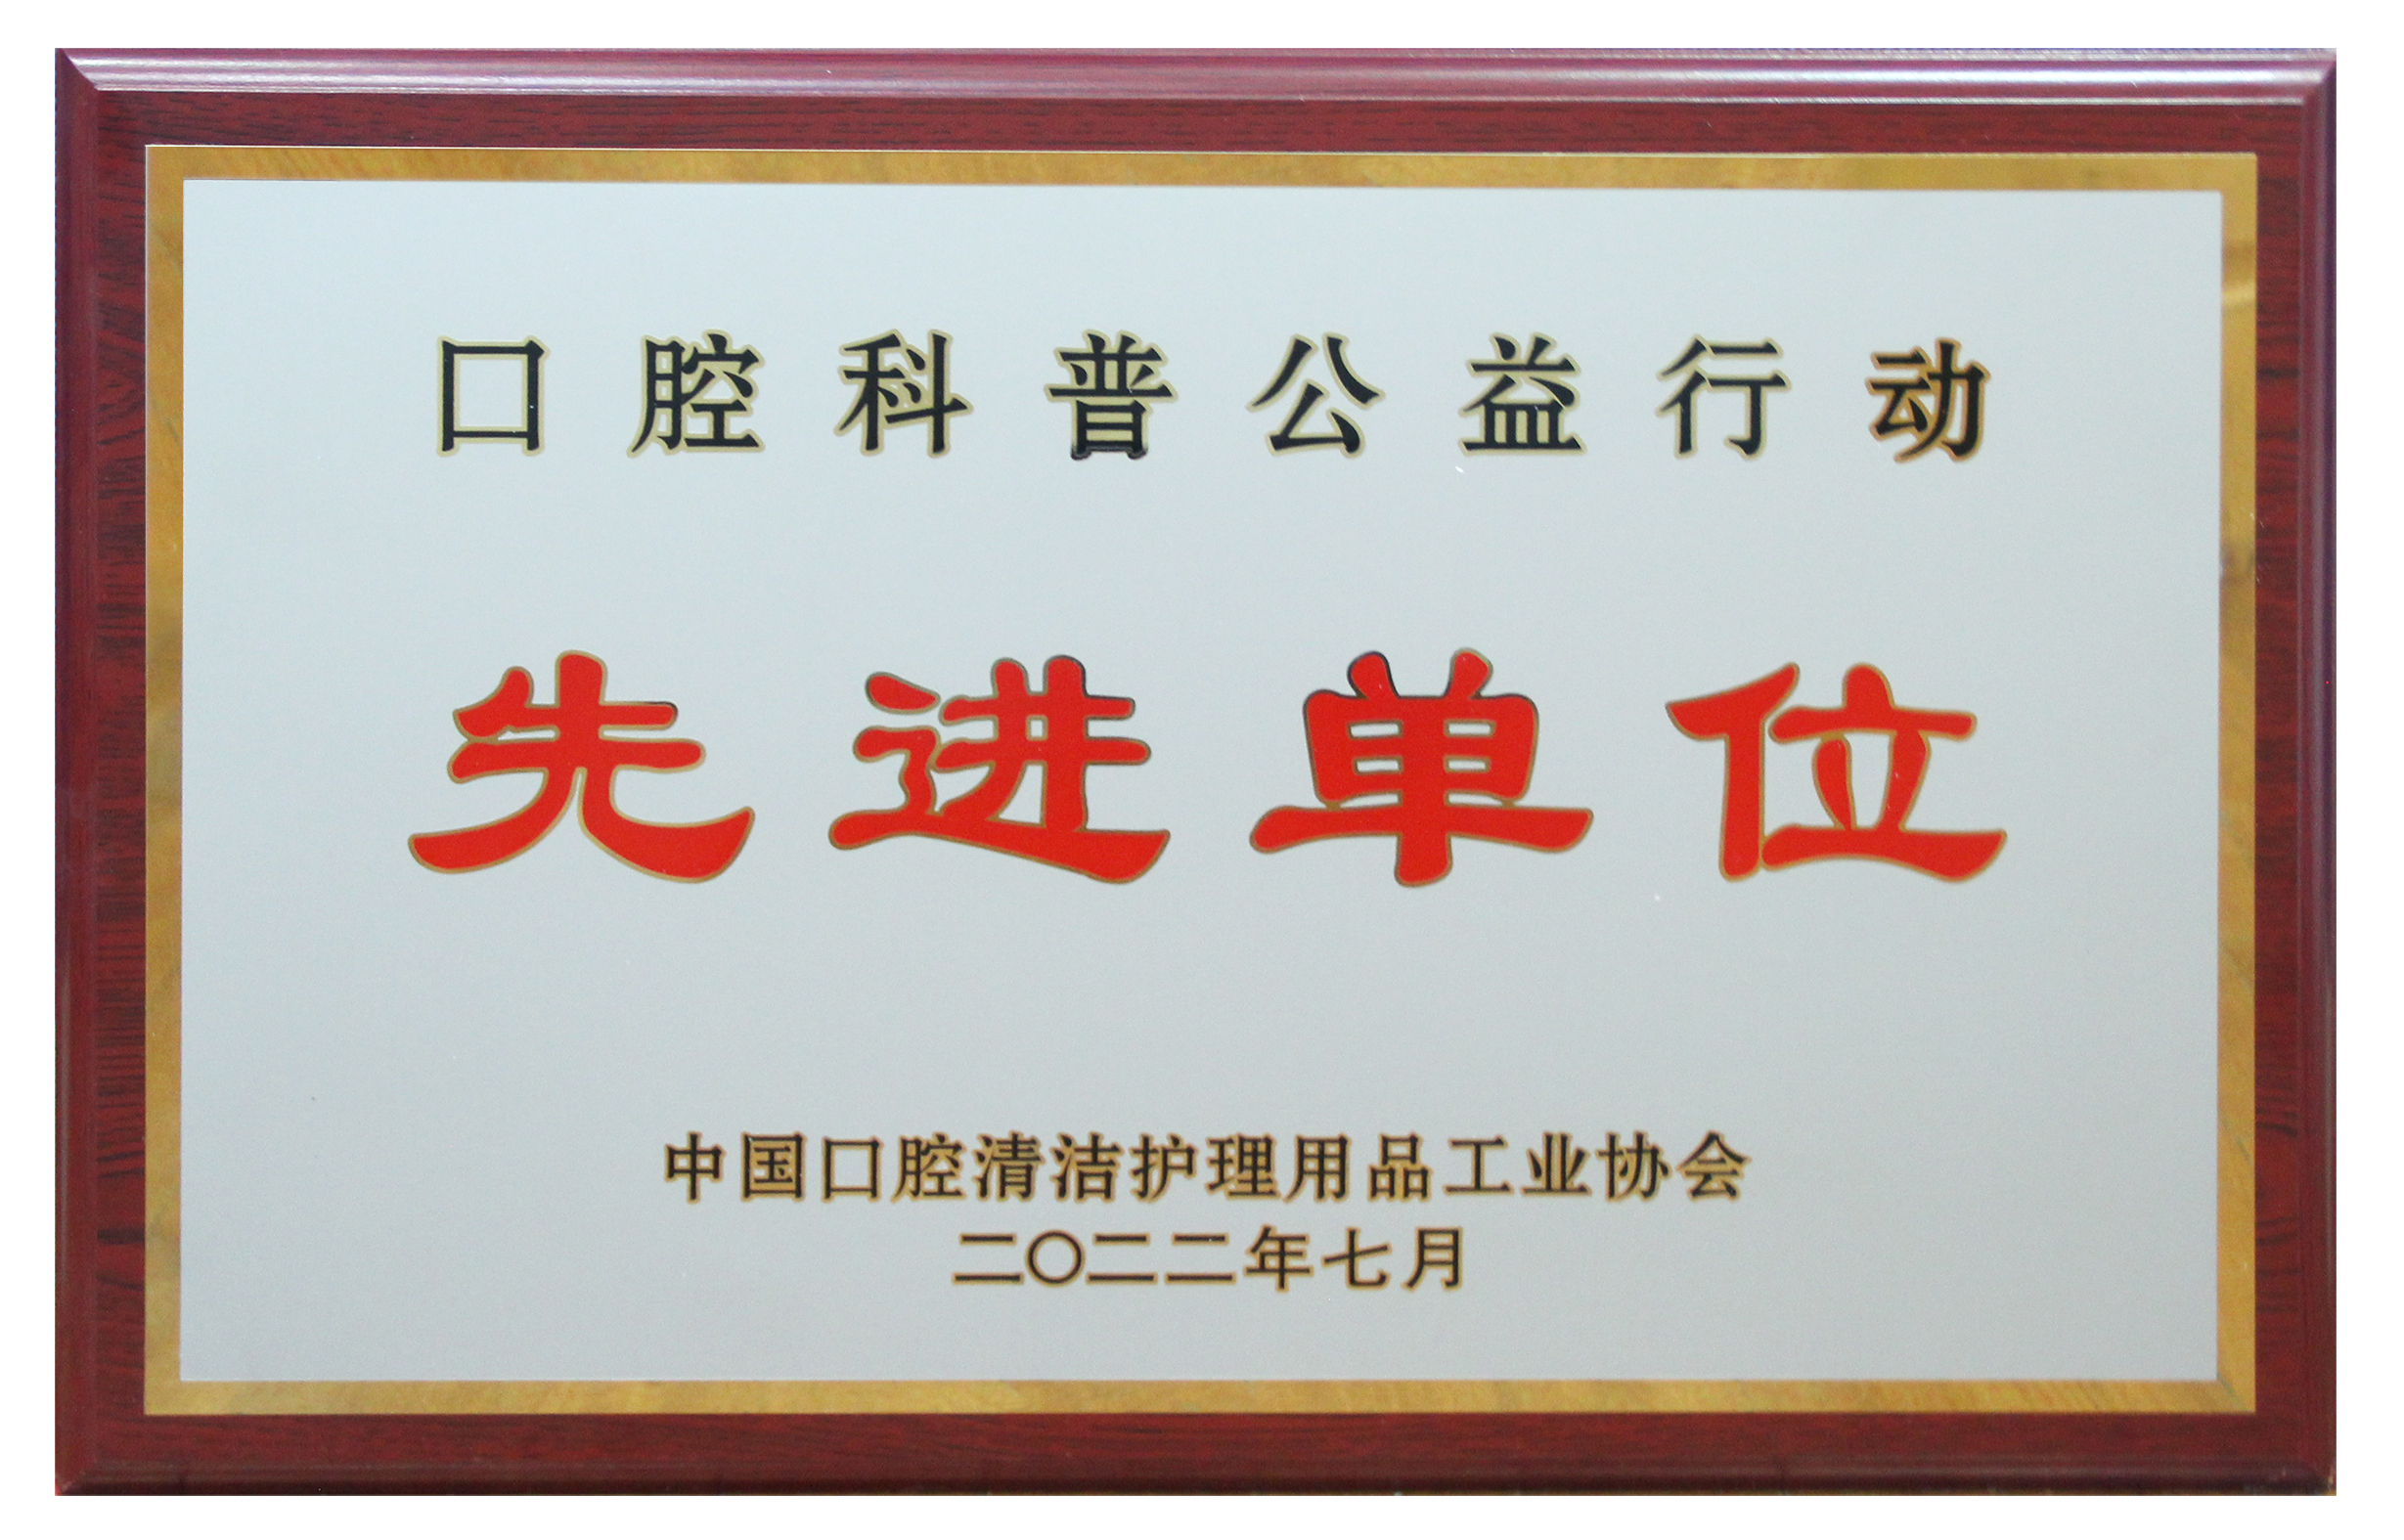 口腔科普公益行动
先进单位
中国口腔清洁护理用品工业协会
二〇二二年七月